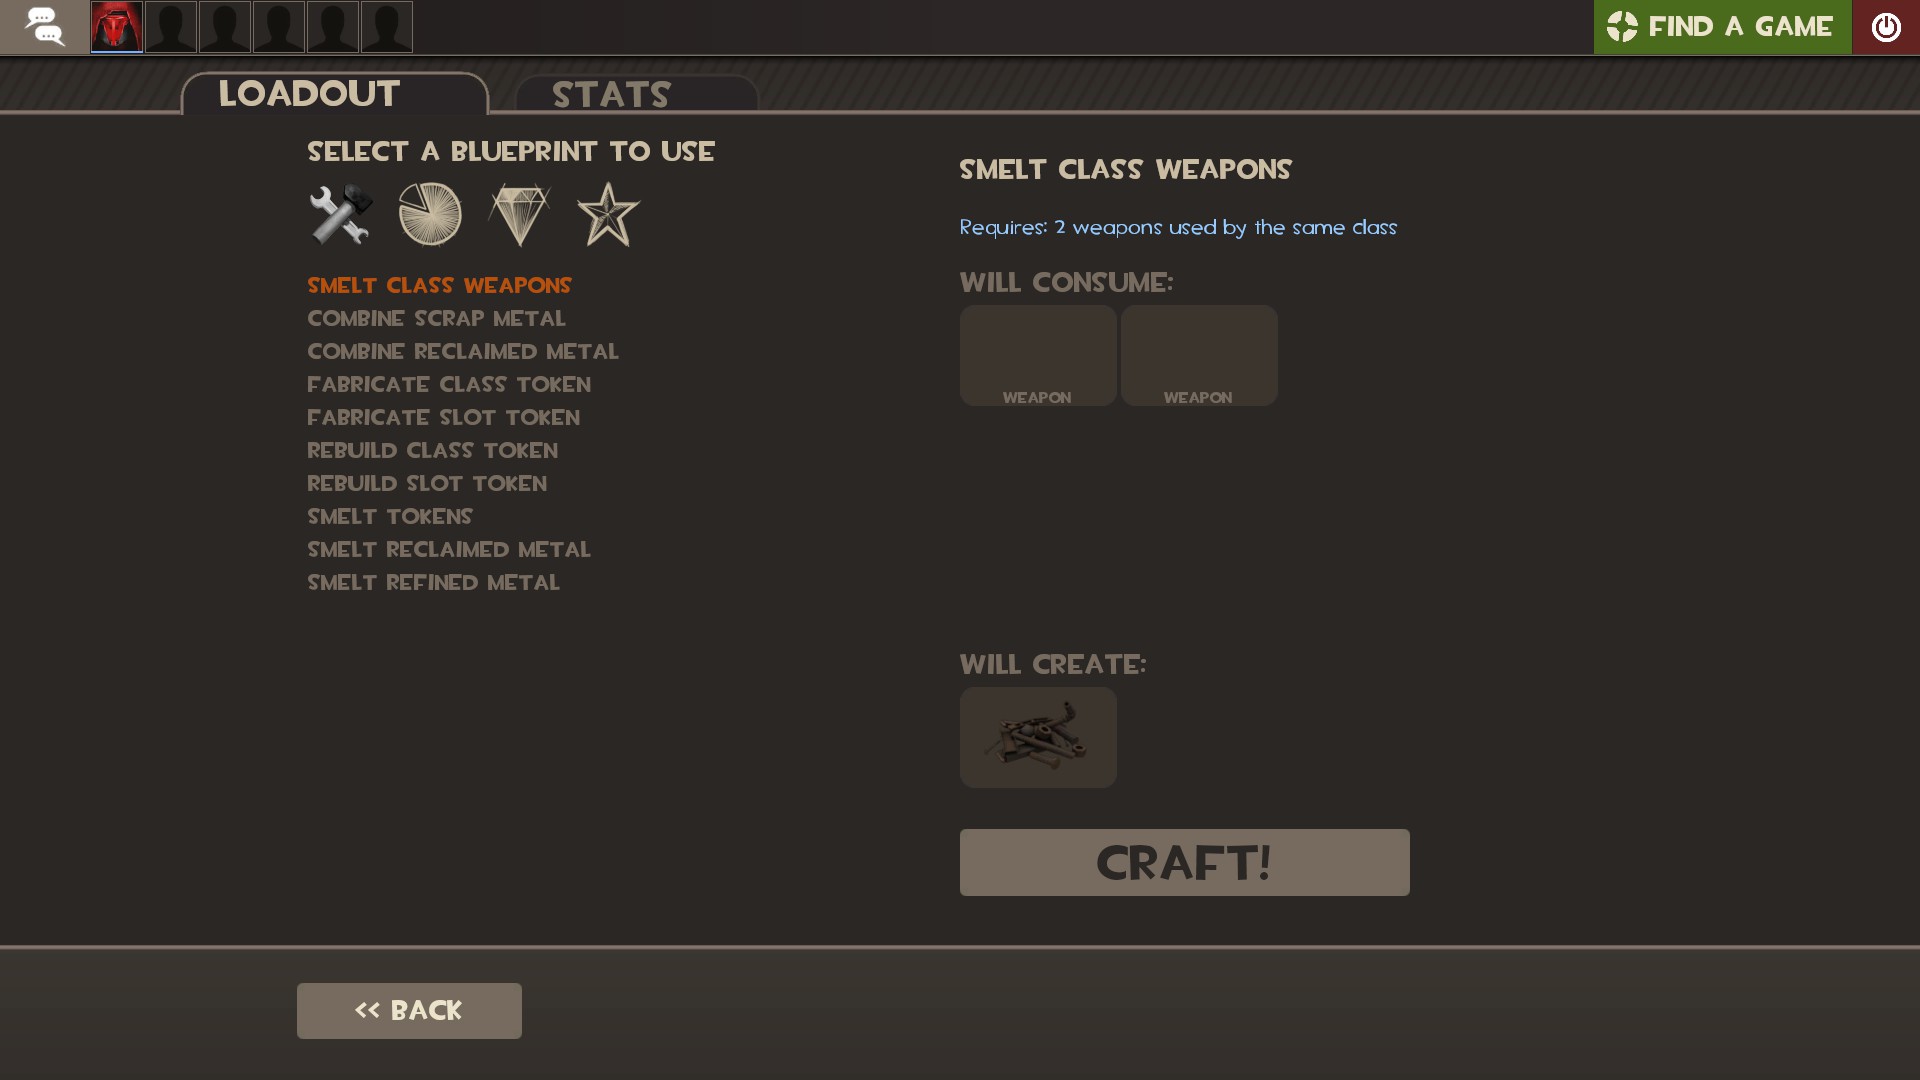 FIND A GAME
LOADOUT
STATS
SELECT A BLUEPRINT TO USE
SMELT CLASS WEAPONS
COMBINE SCRAP METAL
COMBINE RECLAIMED METAL
FABRICATE CLASS TOKEN
FABRICATE SLOT TOKEN
REBUILD CLASS TOKEN
REBUILD SLOT TOKEN
SMELT TOKENS
SMELT RECLAIMED METAL
SMELT REFINED METAL
SMELT CLASS WEAPONS
Requires: 2 weapons used by the same class
WILL CONSUME:
WEAPON
WEAPON
WILL CREATE:
CRAFT!
<< BACK